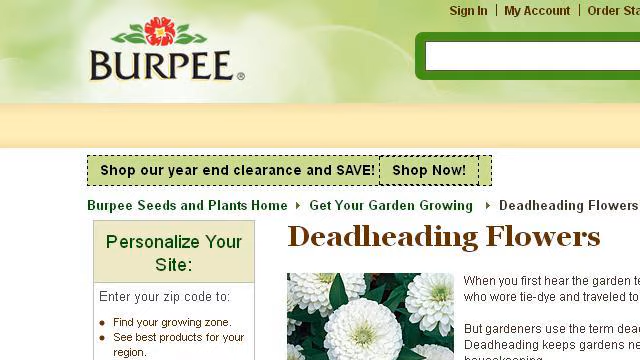 Sign In | My Account | Order Sta
BURPEE®
Shop our year end clearance and SAVE! Shop Now!
Burpee Seeds and Plants Home Get Your Garden Growing Deadheading Flowers
Personalize Your
Site:
Enter your zip code to:
Find your growing zone.
See best products for your
region.
Deadheading Flowers
When you first hear the garden te
who wore tie-dye and traveled to
But gardeners use the term dea
Deadheading keeps gardens ne
housekeeping